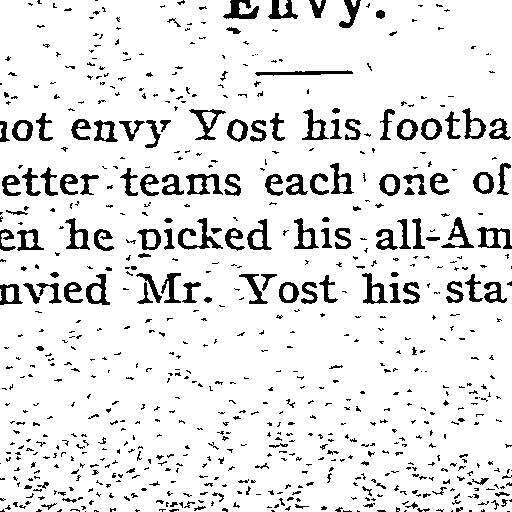 Envy.
not envy Yost his footba
etter teams each one of
en he picked his all-Am
nvied Mr. Yost his stat